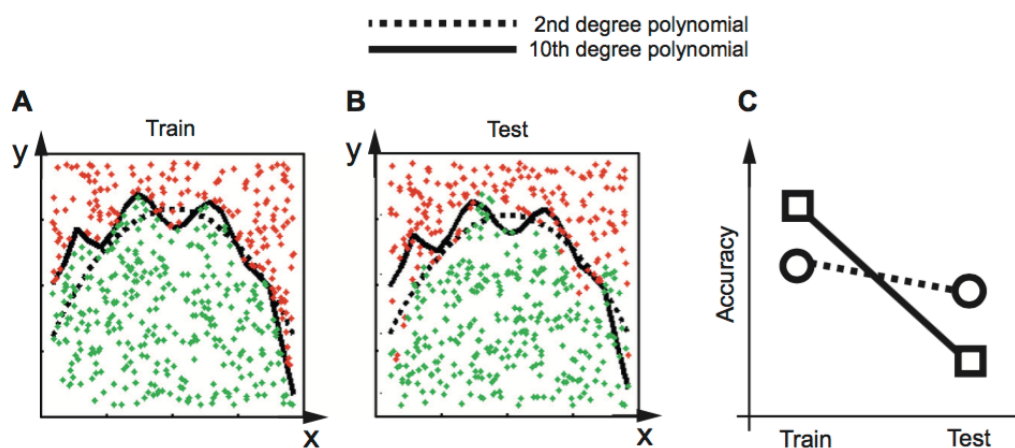 2nd degree polynomial
10th degree polynomial
A
Train
y
x
B
Test
y
x
C
Accuracy
Train
Test